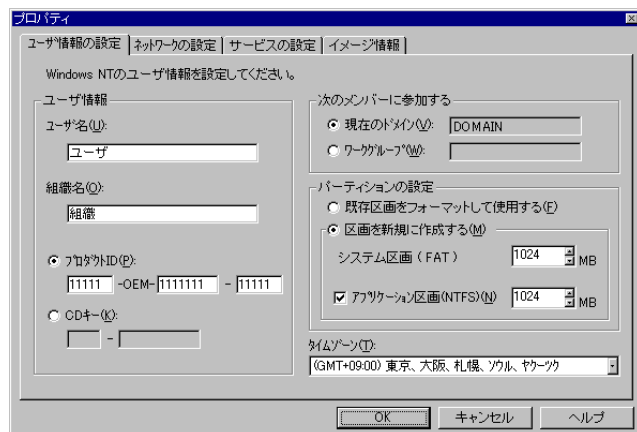 プロパティ
ユーザ情報の設定 ネットワークの設定 サービスの設定 イメージ情報
Windows NTのユーザ情報を設定してください。
ユーザ情報
ユーザ名(U):
ユーザ
組織名(O):
組織
プロダクトID(P):
11111 -OEM- 1111111 - 11111
CDキー(K):
-
次のメンバーに参加する
現在のドメイン(V): DOMAIN
ワークグループ(W):
パーティションの設定
既存区画をフォーマットして使用する(F)
区画を新規に作成する(M)
システム区画(FAT) 1024 MB
アプリケーション区画(NTFS)(N) 1024 MB
タイムゾーン(T):
(GMT+09:00) 東京、大阪、札幌、ソウル、ヤクーツク
OK キャンセル ヘルプ